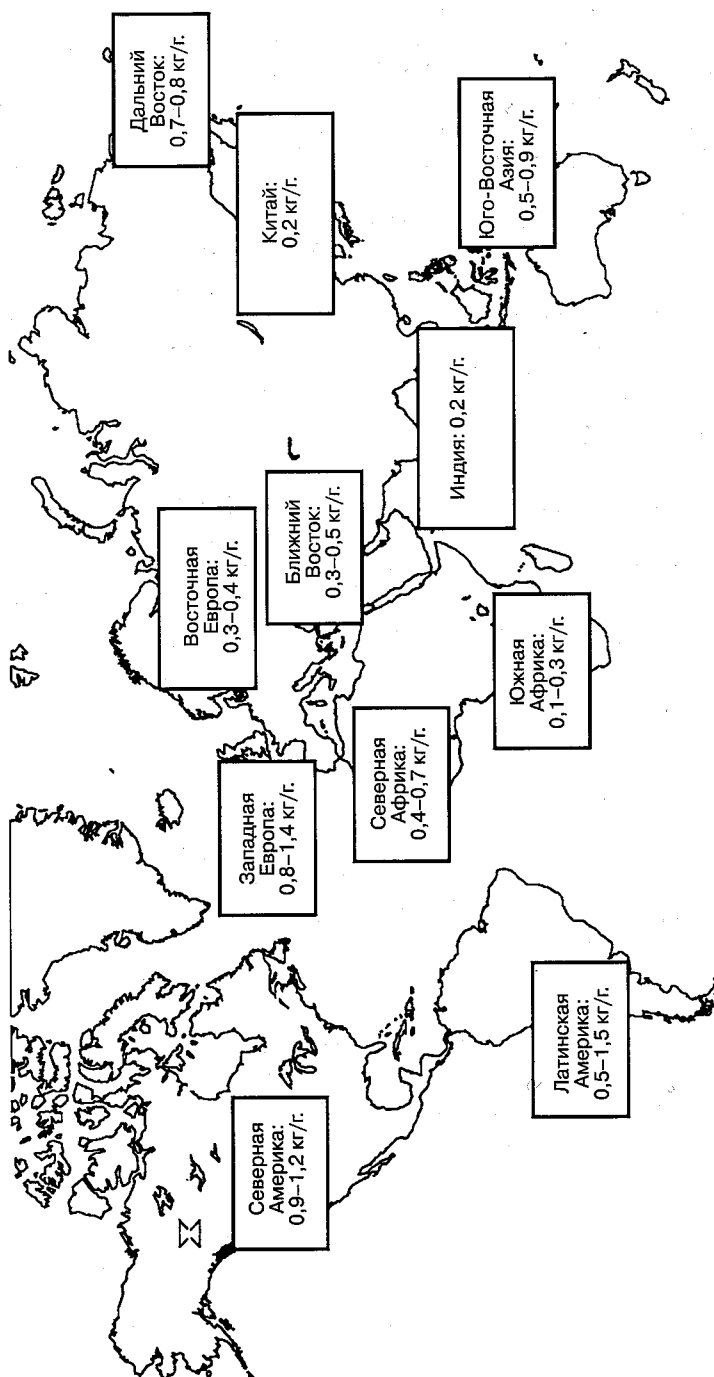 Северная
Америка:
0,9–1,2 кг/г.
Латинская
Америка:
0,5–1,5 кг/г.
Западная
Европа:
0,8–1,4 кг/г.
Восточная
Европа:
0,3–0,4 кг/г.
Северная
Африка:
0,4–0,7 кг/г.
Южная
Африка:
0,1–0,3 кг/г.
Ближний
Восток:
0,3–0,5 кг/г.
Индия: 0,2 кг/г.
Китай:
0,2 кг/г.
Дальний
Восток:
0,7–0,8 кг/г.
Юго-Восточная
Азия:
0,5–0,9 кг/г.